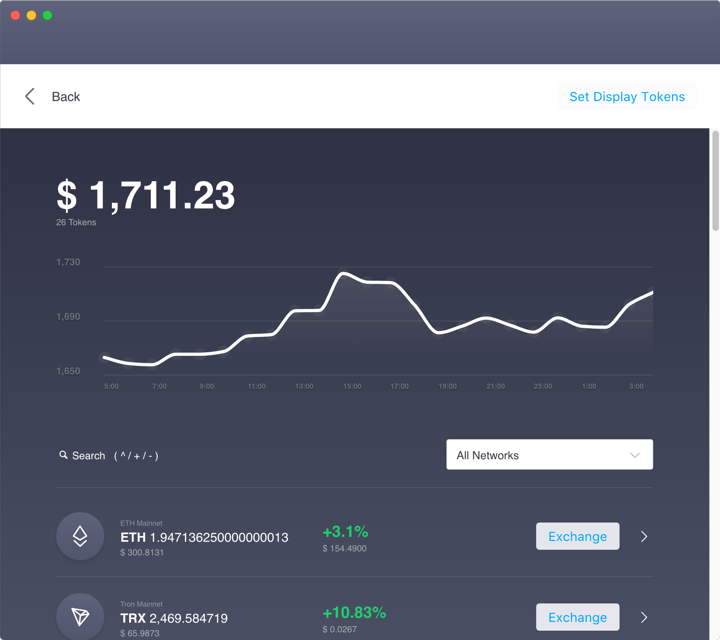 Back
Set Display Tokens
$ 1,711.23
26 Tokens
1,730
1,690
1,650
5:00 7:00 9:00 11:00 13:00 15:00 17:00 19:00 21:00 23:00 1:00 3:00
Search ( ^ / + / - )
All Networks
ETH Mainnet
ETH 1.947136250000000013
$ 300.8131
+3.1%
$ 154.4900
Exchange
Tron Mainnet
TRX 2,469.584719
$ 65.9873
+10.83%
$ 0.0267
Exchange